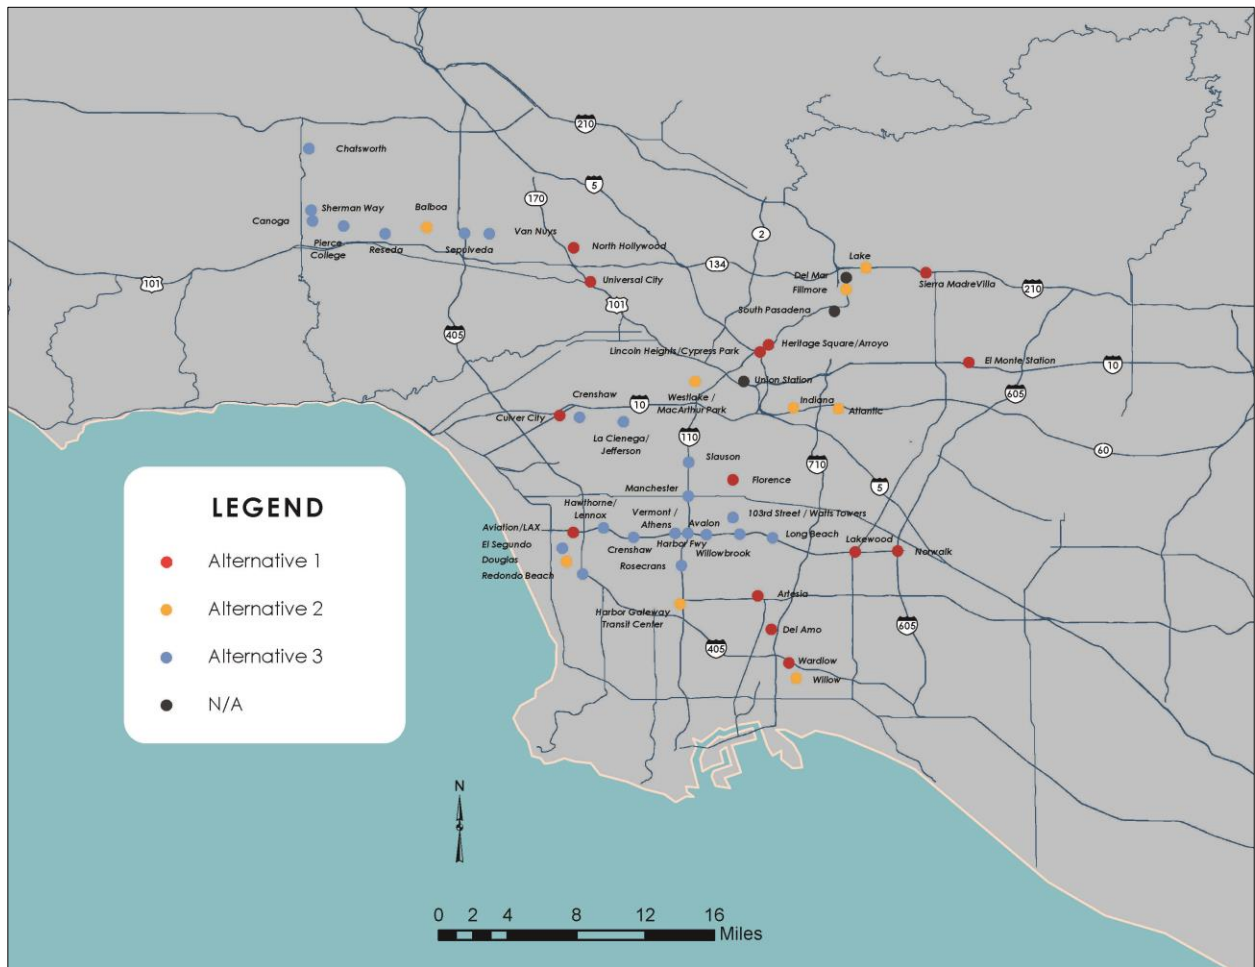 210
Chatsworth
5
170
Sherman Way
Balboa
Canoga
Van Nuys
2
Pierce
College
Reseda
Sepulveda
North Hollywood
Lake
134
Del Mar
Universal City
Sierra MadreVilla
101
Fillmore
210
101
South Pasadena
405
Heritage Square/Arroyo
Lincoln Heights/Cypress Park
El Monte Station
10
Union Station
Crenshaw
Westlake /
MacArthur Park
Indiana
605
10
Culver City
Atlantic
La Cienega/
Jefferson
110
60
Slauson
710
Florence
5
Manchester
Hawthorne/
Lennox
Vermont /
Athens
103rd Street / Watts Towers
Avalon
Aviation/LAX
Long Beach
Lakewood
El Segundo
Crenshaw
Harbor Fwy
Willowbrook
Norwalk
Douglas
Rosecrans
Redondo Beach
Artesia
Harbor Gateway
Transit Center
605
Del Amo
405
Wardlow
Willow
LEGEND
Alternative 1
Alternative 2
Alternative 3
N/A
N
0 2 4 8 12 16
Miles